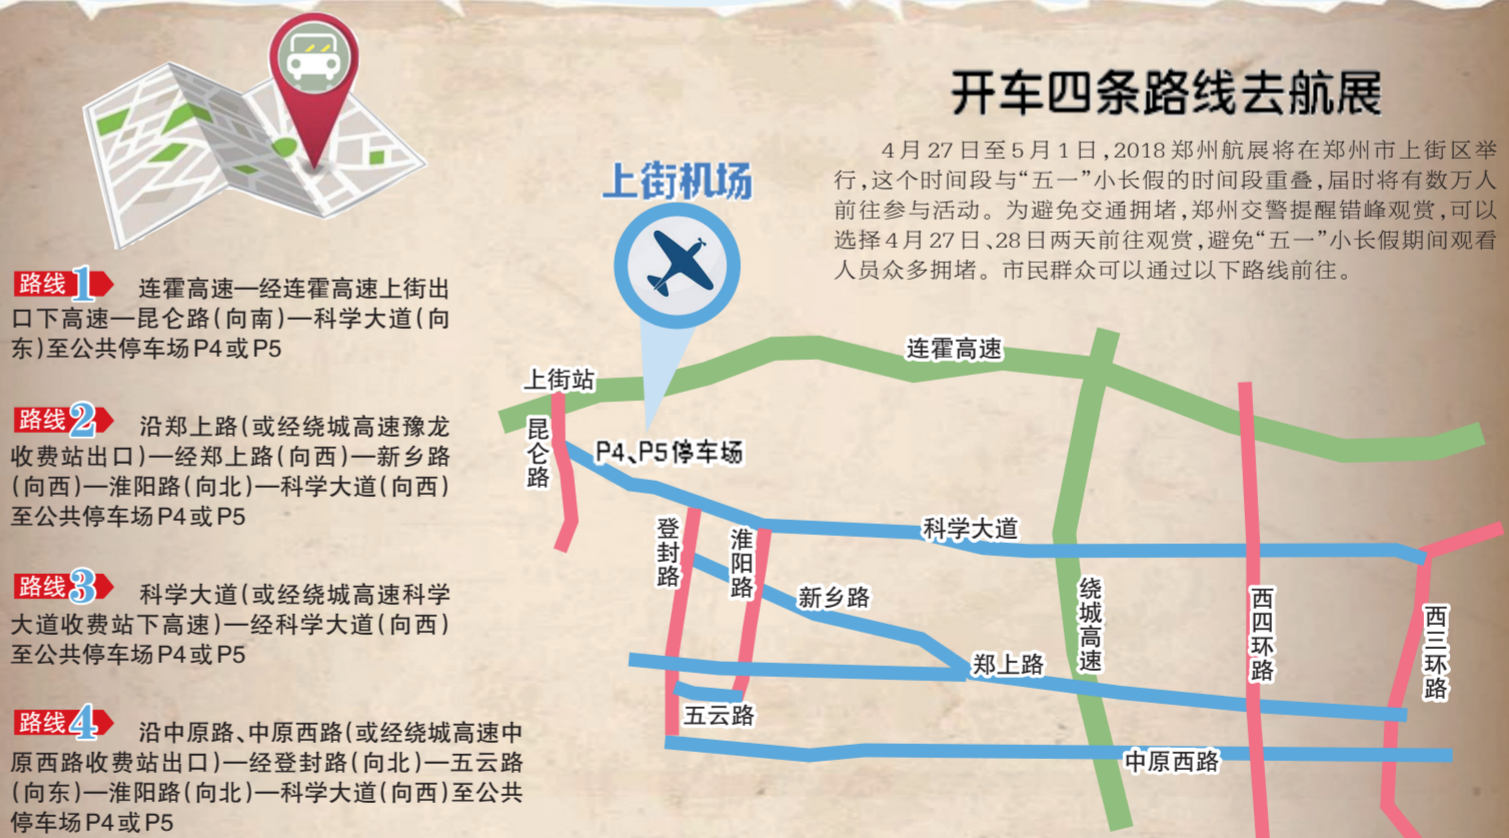 开车四条路线去航展
4月27日至5月1日,2018郑州航展将在郑州市上街区举
行,这个时间段与“五一”小长假的时间段重叠,届时将有数万人
前往参与活动。为避免交通拥堵,郑州交警提醒错峰观赏,可以
选择4月27日、28日两天前往观赏,避免“五一”小长假期间观看
人员众多拥堵。市民群众可以通过以下路线前往。
路线1 连霍高速—经连霍高速上街出
口下高速—昆仑路(向南)—科学大道(向
东)至公共停车场P4或P5
路线2 沿郑上路(或经绕城高速豫龙
收费站出口)—经郑上路(向西)—新乡路
(向西)—淮阳路(向北)—科学大道(向西)
至公共停车场P4或P5
路线3 科学大道(或经绕城高速科学
大道收费站下高速)—经科学大道(向西)
至公共停车场P4或P5
路线4 沿中原路、中原西路(或经绕城高速中
原西路收费站出口)—经登封路(向北)—五云路
(向东)—淮阳路(向北)—科学大道(向西)至公共
停车场P4或P5
上街机场
连霍高速
上街站
昆仑路
P4、P5停车场
登封路
淮阳路
科学大道
新乡路
绕城高速
西四环路
西三环路
郑上路
五云路
中原西路